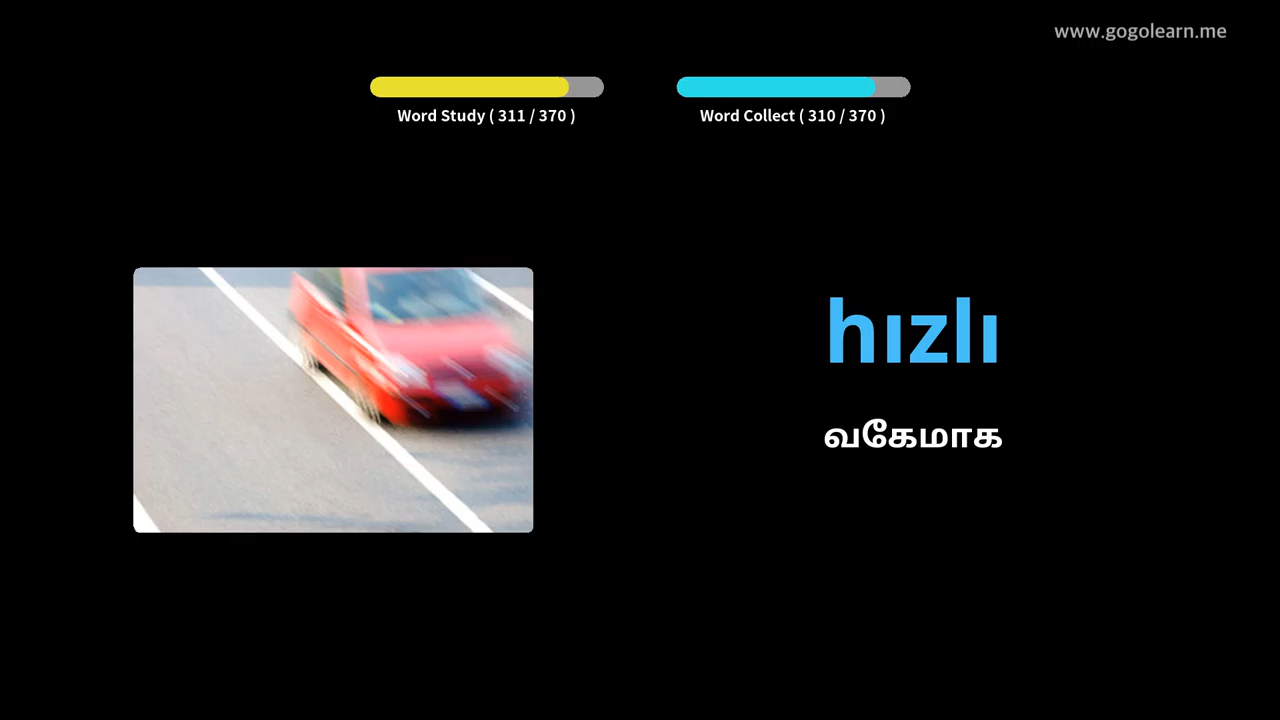 www.gogolearn.me
Word Study ( 311 / 370 )
Word Collect ( 310 / 370 )
hızlı
வகேமாக